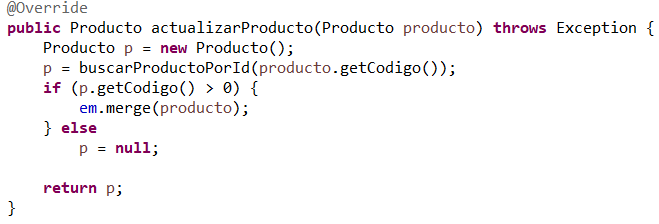 @Override
public Producto actualizarProducto(Producto producto) throws Exception {
    Producto p = new Producto();
    p = buscarProductoPorId(producto.getCodigo());
    if (p.getCodigo() > 0) {
        em.merge(producto);
    } else
        p = null;

    return p;
}